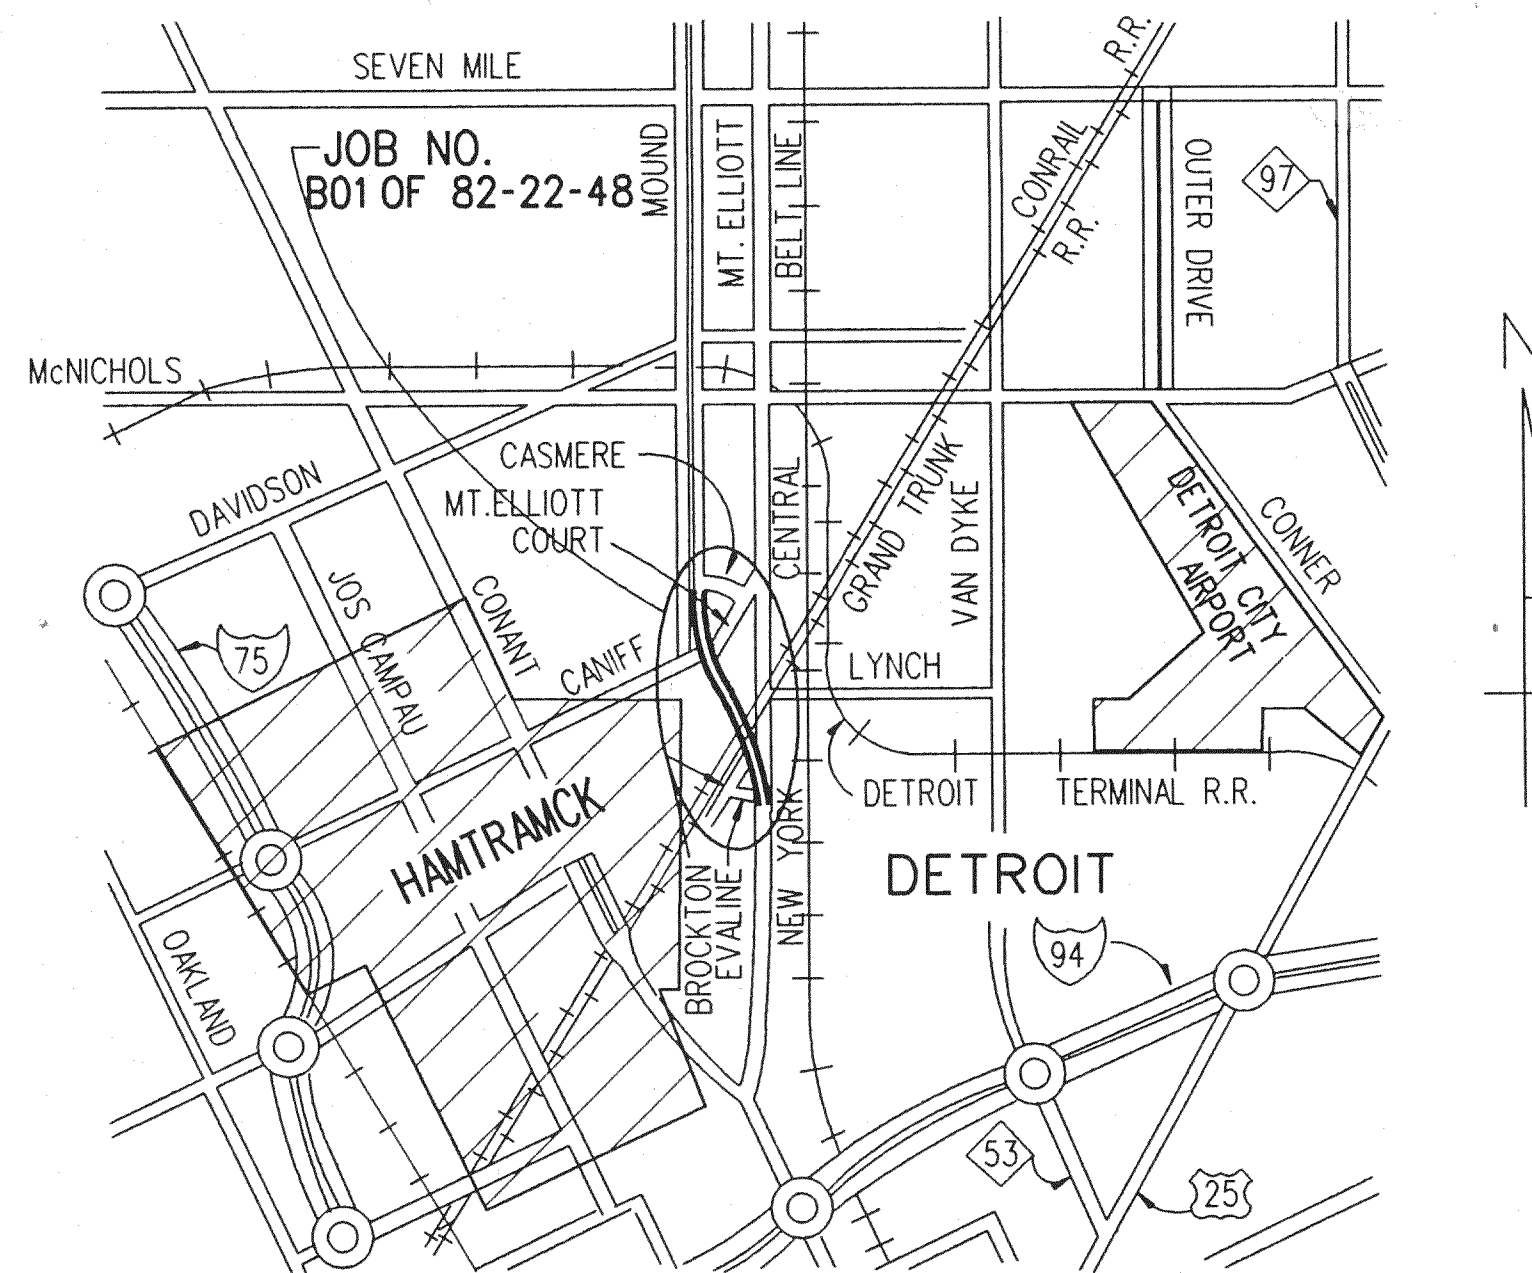 SEVEN MILE
R.R.
JOB NO.
B01 OF 82-22-48
MOUND
MT. ELLIOTT
BELT LINE
CONRAIL
R.R.
OUTER DRIVE
97
N
McNICHOLS
CASMERE
DAVIDSON
MT.ELLIOTT
COURT
CENTRAL
GRAND TRUNK
VAN DYKE
DETROIT CITY
AIRPORT
CONNER
JOS CAMPAU
CONANT
75
CANIFF
LYNCH
DETROIT
TERMINAL R.R.
HAMTRAMCK
NEW YORK
DETROIT
BROCKTON
EVALINE
OAKLAND
94
53
25